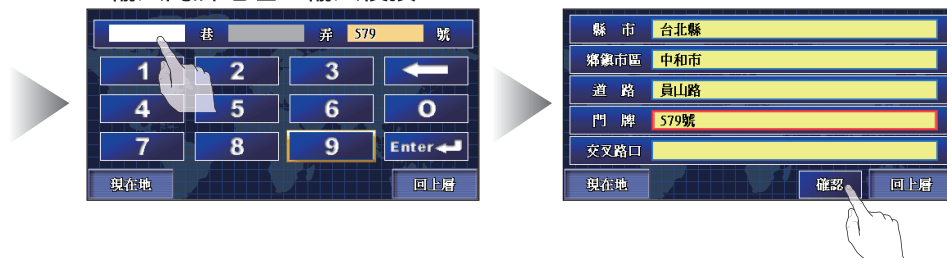 巷 弄 579 號
1 2 3
4 5 6 0
7 8 9 Enter
現在地 回上層
縣 市 台北縣
鄉鎮市區 中和市
道 路 員山路
門 牌 579號
交叉路口
現在地 確認 回上層